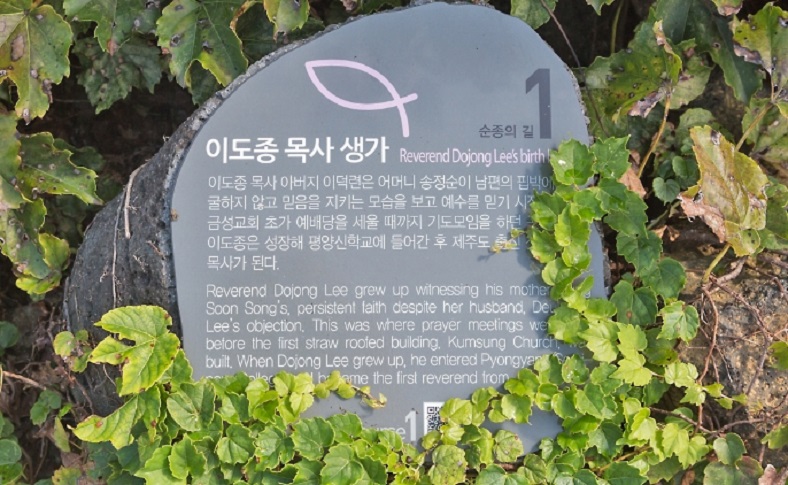 1
순종의 길
이도종 목사 생가 Reverend Dojong Lee's birth
이도종 목사 아버지 이덕련은 어머니 송정순이 남편의 핍박에
굴하지 않고 믿음을 지키는 모습을 보고 예수를 믿기
금성교회 초가 예배당을 세울 때까지 기도모임을 하던
이도종은 성장해 평양신학교에 들어간 후 제주도
목사가 된다.
Reverend Dojong Lee grew up witnessing his
Soon Song's, persistent faith despite her husband,
Lee's objection. This was where prayer meetings
before the first straw roofed building, Kumsung Church,
built. When Dojong Lee grew up, he entered
the first reverend from
1